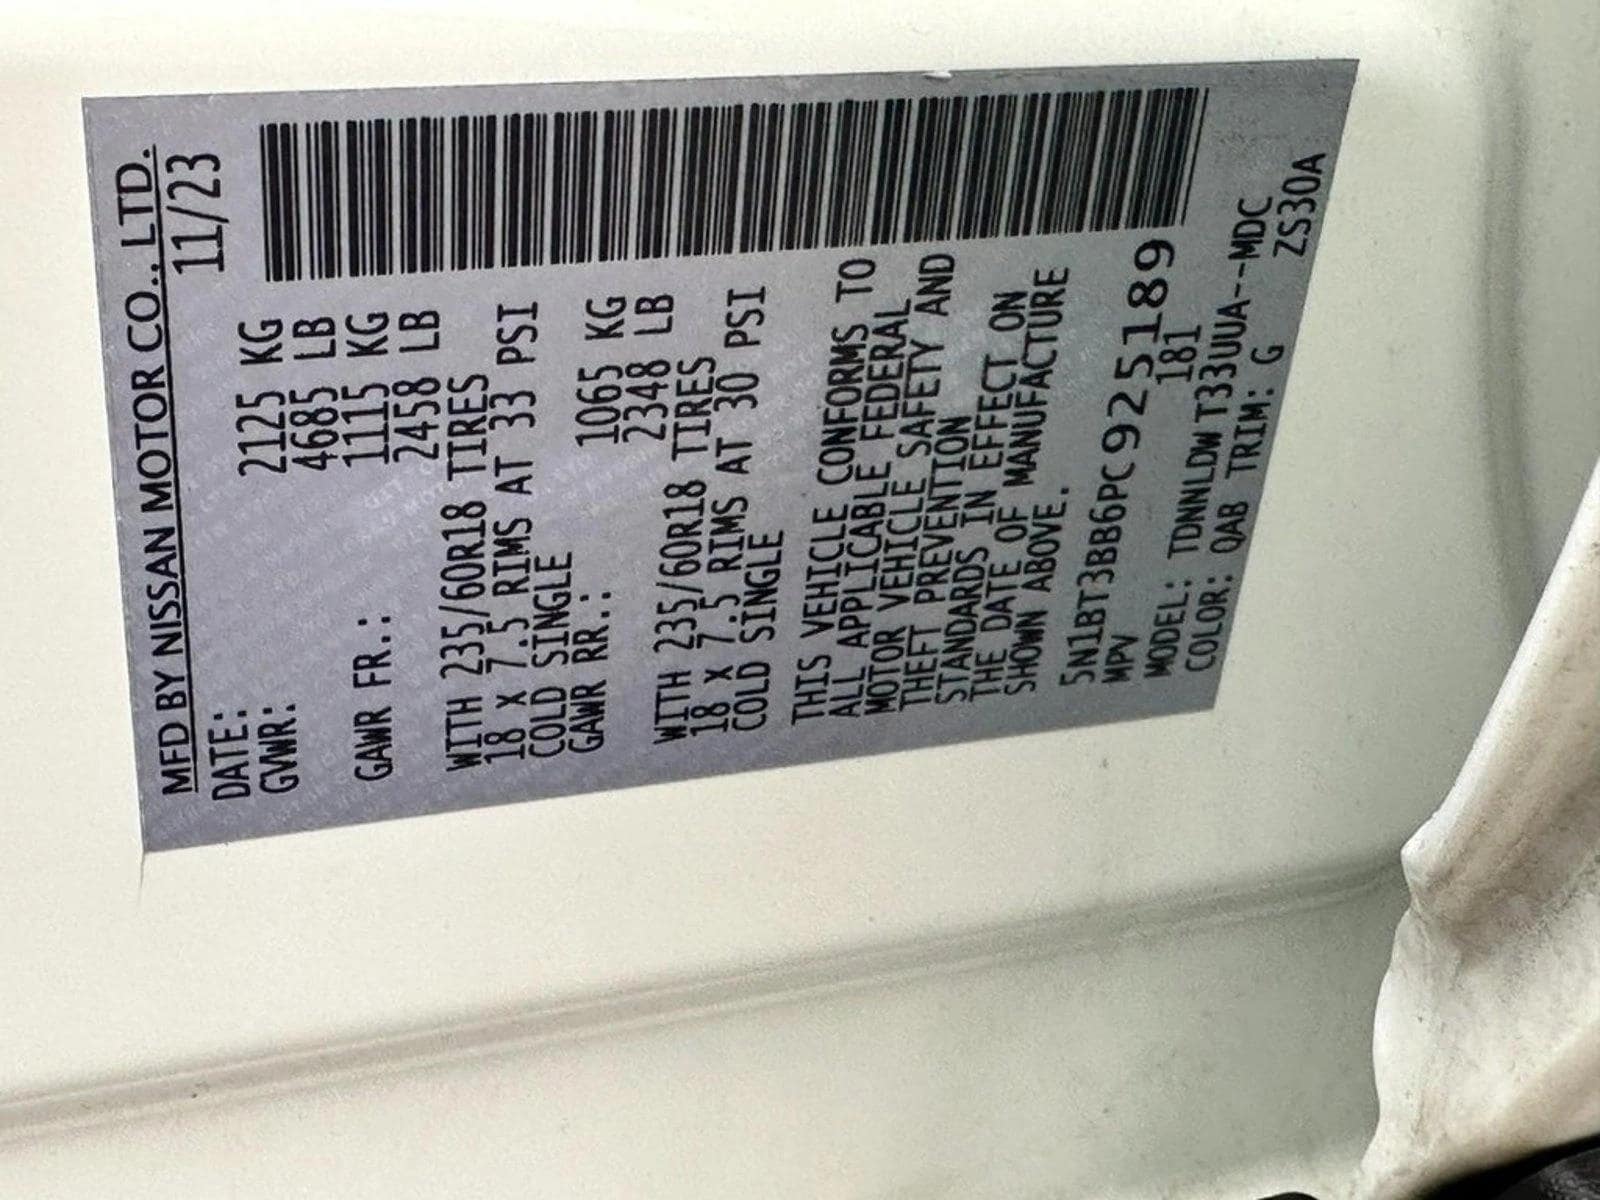 MFD BY NISSAN MOTOR CO., LTD.
DATE: 11/23
GVWR: 2125 KG
4685 LB
GAWR FR.: 1115 KG
2458 LB
WITH 235/60R18 TIRES
18 X 7.5 RIMS AT 33 PSI
COLD SINGLE
GAWR RR.: 1065 KG
2348 LB
WITH 235/60R18 TIRES
18 X 7.5 RIMS AT 30 PSI
COLD SINGLE
THIS VEHICLE CONFORMS TO
ALL APPLICABLE FEDERAL
MOTOR VEHICLE SAFETY AND
THEFT PREVENTION
STANDARDS IN EFFECT ON
THE DATE OF MANUFACTURE
SHOWN ABOVE.
5N1BT3BB6PC925189
MPV 181
MODEL: TDNNLDWT33UUA--MDC
COLOR: QAB TRIM: G ZS30A